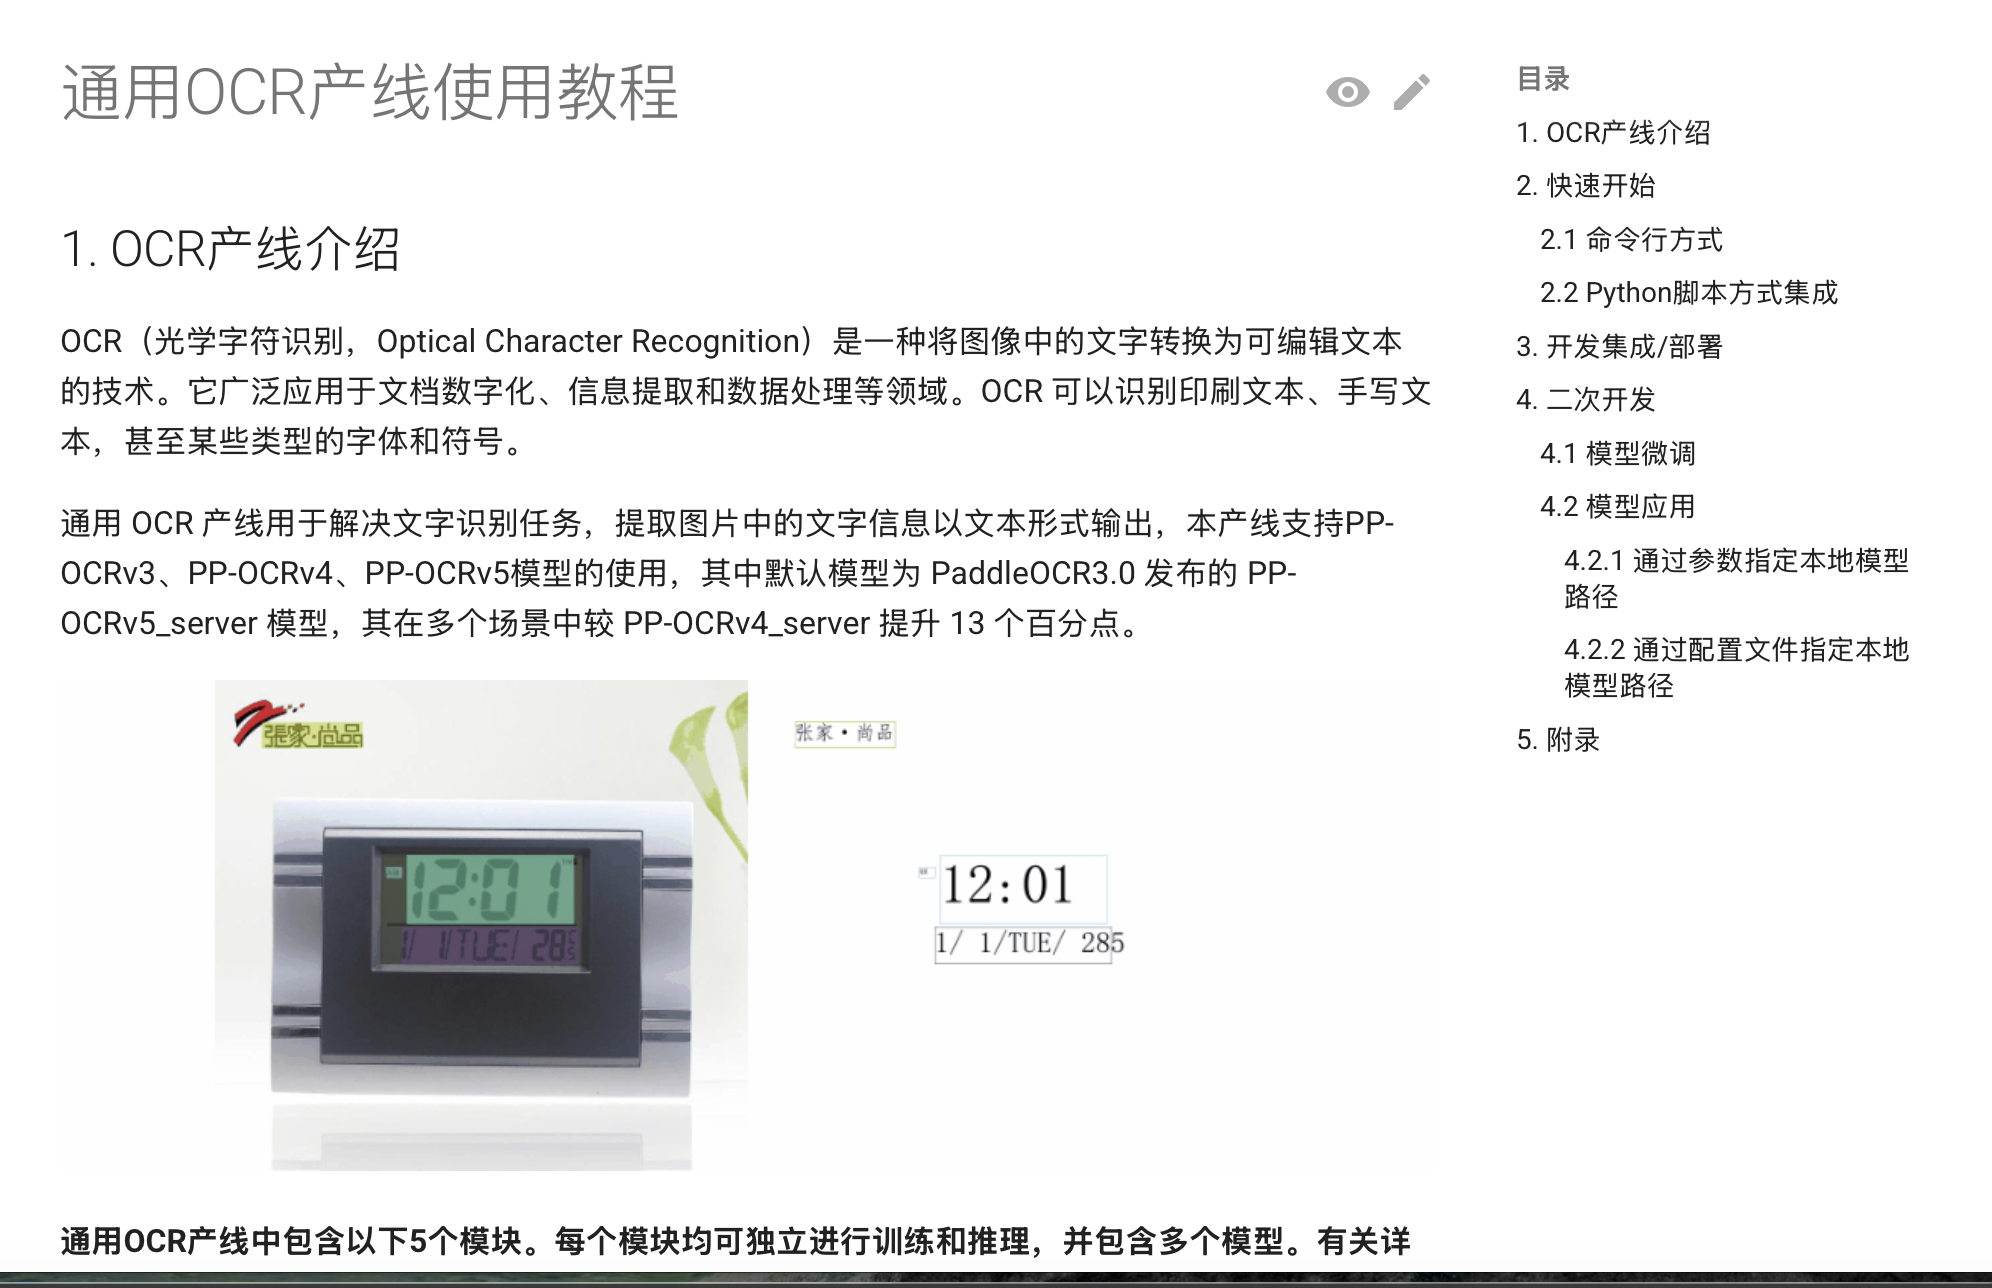 通用OCR产线使用教程
1. OCR产线介绍
OCR（光学字符识别，Optical Character Recognition）是一种将图像中的文字转换为可编辑文本
的技术。它广泛应用于文档数字化、信息提取和数据处理等领域。OCR 可以识别印刷文本、手写文
本，甚至某些类型的字体和符号。
通用 OCR 产线用于解决文字识别任务，提取图片中的文字信息以文本形式输出，本产线支持PP-
OCRv3、PP-OCRv4、PP-OCRv5模型的使用，其中默认模型为 PaddleOCR3.0 发布的 PP-
OCRv5_server 模型，其在多个场景中较 PP-OCRv4_server 提升 13 个百分点。
張家·尚品
12:01
1/ 1/TUE/ 28
张家·尚品
12:01
1/ 1/TUE/ 285
通用OCR产线中包含以下5个模块。每个模块均可独立进行训练和推理，并包含多个模型。有关详
目录
1. OCR产线介绍
2. 快速开始
2.1 命令行方式
2.2 Python脚本方式集成
3. 开发集成/部署
4. 二次开发
4.1 模型微调
4.2 模型应用
4.2.1 通过参数指定本地模型
路径
4.2.2 通过配置文件指定本地
模型路径
5. 附录